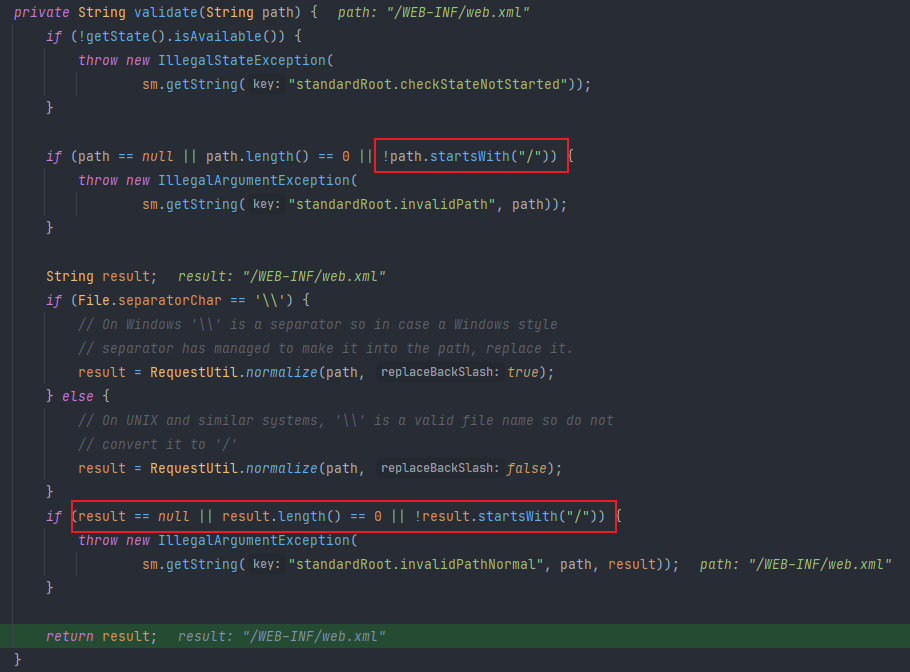 private String validate(String path) {   path: "/WEB-INF/web.xml"
    if (!getState().isAvailable()) {
        throw new IllegalStateException(
                sm.getString( key: "standardRoot.checkStateNotStarted"));
    }
    if (path == null || path.length() == 0 || !path.startsWith("/")) {
        throw new IllegalArgumentException(
                sm.getString( key: "standardRoot.invalidPath", path));
    }
    String result;   result: "/WEB-INF/web.xml"
    if (File.separatorChar == '\\') {
        // On Windows '\\' is a separator so in case a Windows style
        // separator has managed to make it into the path, replace it.
        result = RequestUtil.normalize(path,  replaceBackSlash: true);
    } else {
        // On UNIX and similar systems, '\\' is a valid file name so do not
        // convert it to '/'
        result = RequestUtil.normalize(path,  replaceBackSlash: false);
    }
    if (result == null || result.length() == 0 || !result.startsWith("/")) {
        throw new IllegalArgumentException(
                sm.getString( key: "standardRoot.invalidPathNormal", path, result));   path: "/WEB-INF/web.xml"
    }
    return result;   result: "/WEB-INF/web.xml"
}